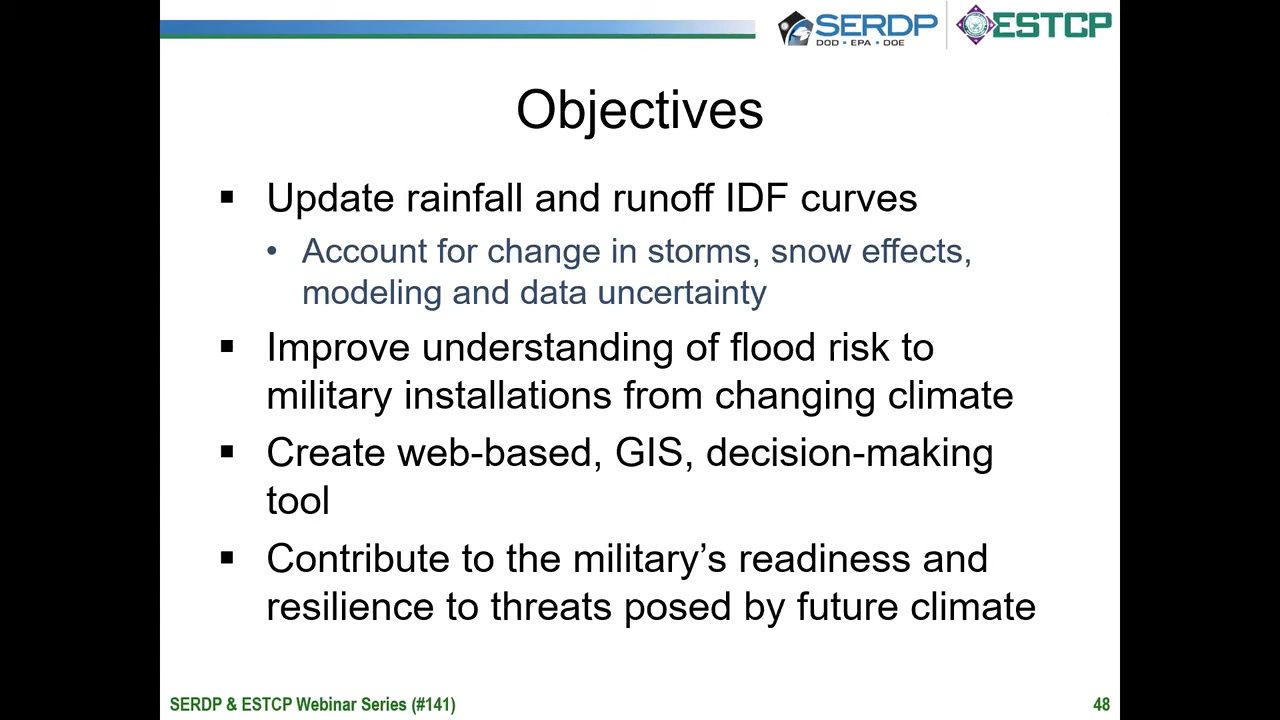 SERDP
DOD • EPA • DOE
ESTCP
Objectives
▪ Update rainfall and runoff IDF curves
• Account for change in storms, snow effects,
modeling and data uncertainty
▪ Improve understanding of flood risk to
military installations from changing climate
▪ Create web-based, GIS, decision-making
tool
▪ Contribute to the military’s readiness and
resilience to threats posed by future climate
SERDP & ESTCP Webinar Series (#141)
48